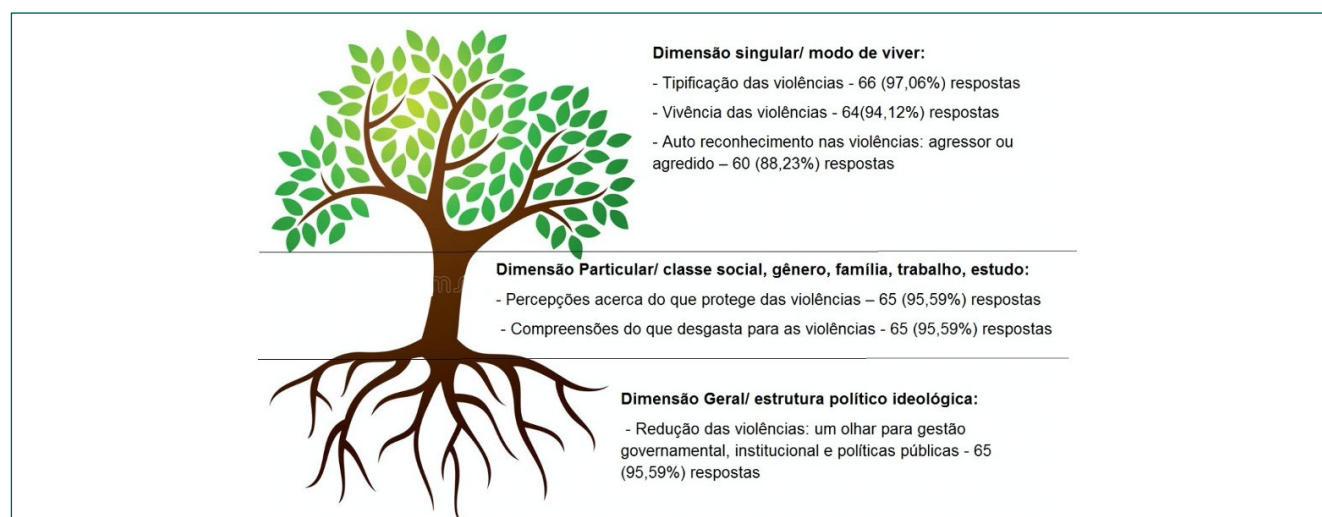 Dimensão singular/ modo de viver:
- Tipificação das violências - 66 (97,06%) respostas
- Vivência das violências - 64(94,12%) respostas
- Auto reconhecimento nas violências: agressor ou
agredido – 60 (88,23%) respostas
Dimensão Particular/ classe social, gênero, família, trabalho, estudo:
- Percepções acerca do que protege das violências – 65 (95,59%) respostas
- Compreensões do que desgasta para as violências - 65 (95,59%) respostas
Dimensão Geral/ estrutura político ideológica:
- Redução das violências: um olhar para gestão
governamental, institucional e políticas públicas - 65
(95,59%) respostas